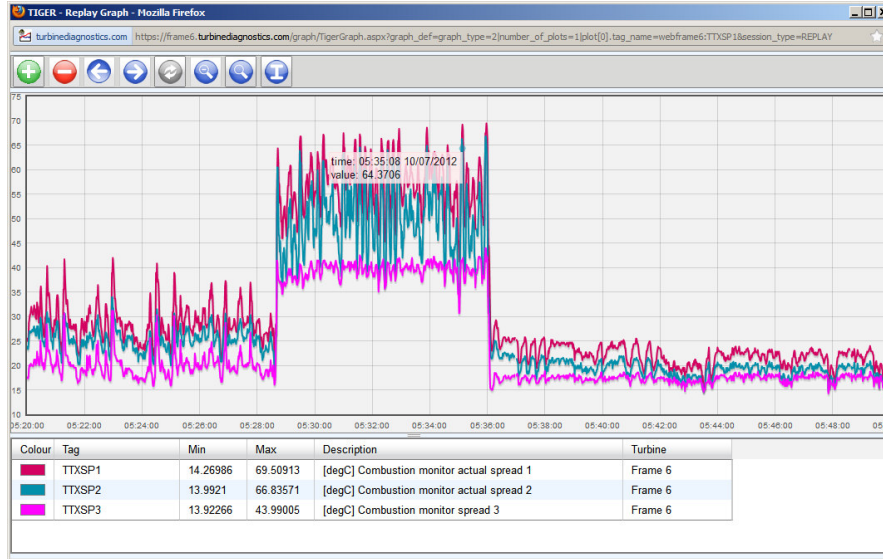 TIGER - Replay Graph - Mozilla Firefox
turbinediagnostics.com https://frame6.turbinediagnostics.com/graph/TigerGraph.aspx?graph_def=graph_type=2|number_of_plots=1|plot[0].tag_name=webframe6:TTXSP1&session_type=REPLAY
75
70
65
60
55
50
45
40
35
30
25
20
15
10
time: 05:35:08 10/07/2012
value: 64.3706
05:20:00 05:22:00 05:24:00 05:26:00 05:28:00 05:30:00 05:32:00 05:34:00 05:36:00 05:38:00 05:40:00 05:42:00 05:44:00 05:46:00 05:48:00 05
Colour Tag Min Max Description Turbine
TTXSP1 14.26986 69.50913 [degC] Combustion monitor actual spread 1 Frame 6
TTXSP2 13.9921 66.83571 [degC] Combustion monitor actual spread 2 Frame 6
TTXSP3 13.92266 43.99005 [degC] Combustion monitor spread 3 Frame 6